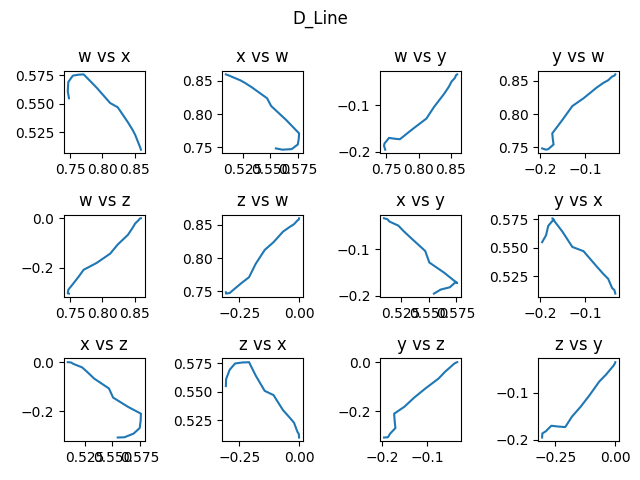 D_Line
w vs x
x vs w
w vs y
y vs w
0.575
0.550
0.525
0.75 0.80 0.85
0.85
0.80
0.75
0.525 0.550 0.575
−0.1
−0.2
0.75 0.80 0.85
0.85
0.80
0.75
−0.2 −0.1
w vs z
z vs w
x vs y
y vs x
0.0
−0.2
0.75 0.80 0.85
0.85
0.80
0.75
−0.25 0.00
−0.1
−0.2
0.525 0.550 0.575
0.575
0.550
0.525
−0.2 −0.1
x vs z
z vs x
y vs z
z vs y
0.0
−0.2
0.525 0.550 0.575
0.575
0.550
0.525
−0.25 0.00
0.0
−0.2
−0.2 −0.1
−0.1
−0.2
−0.25 0.00